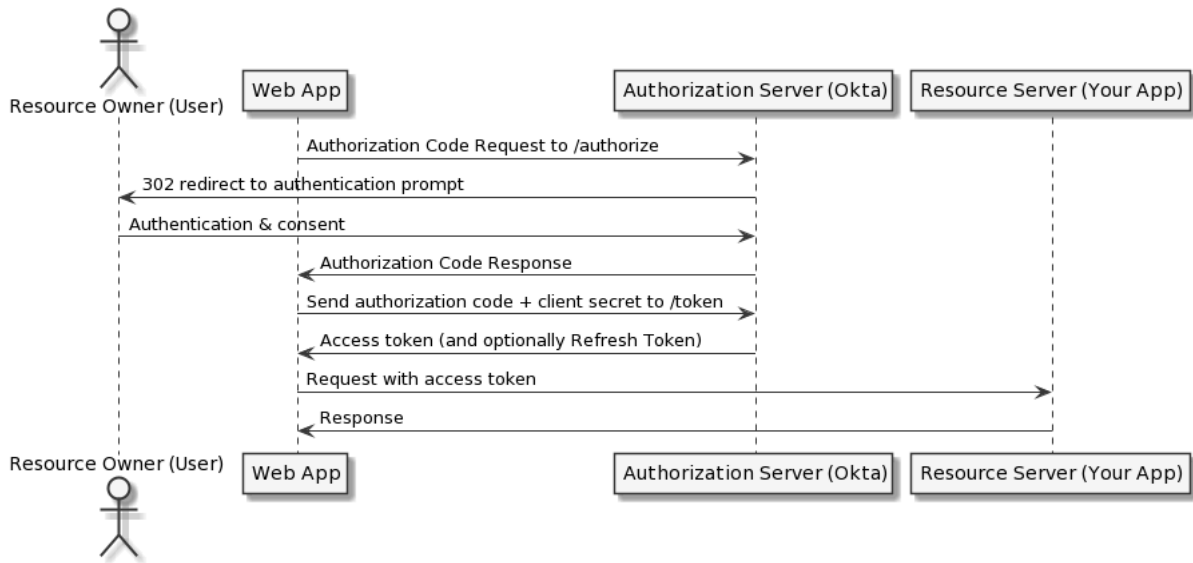 Resource Owner (User)
Web App
Authorization Server (Okta)
Resource Server (Your App)
Authorization Code Request to /authorize
302 redirect to authentication prompt
Authentication & consent
Authorization Code Response
Send authorization code + client secret to /token
Access token (and optionally Refresh Token)
Request with access token
Response
Resource Owner (User)
Web App
Authorization Server (Okta)
Resource Server (Your App)